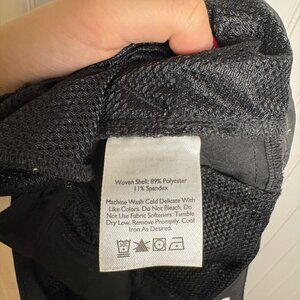 Woven Shell: 89% Polyester
11% Spandex
Machine Wash Cold Delicate With
Like Colors. Do Not Bleach. Do
Not Use Fabric Softeners. Tumble
Dry Low. Remove Promptly. Cool
Iron As Desired.